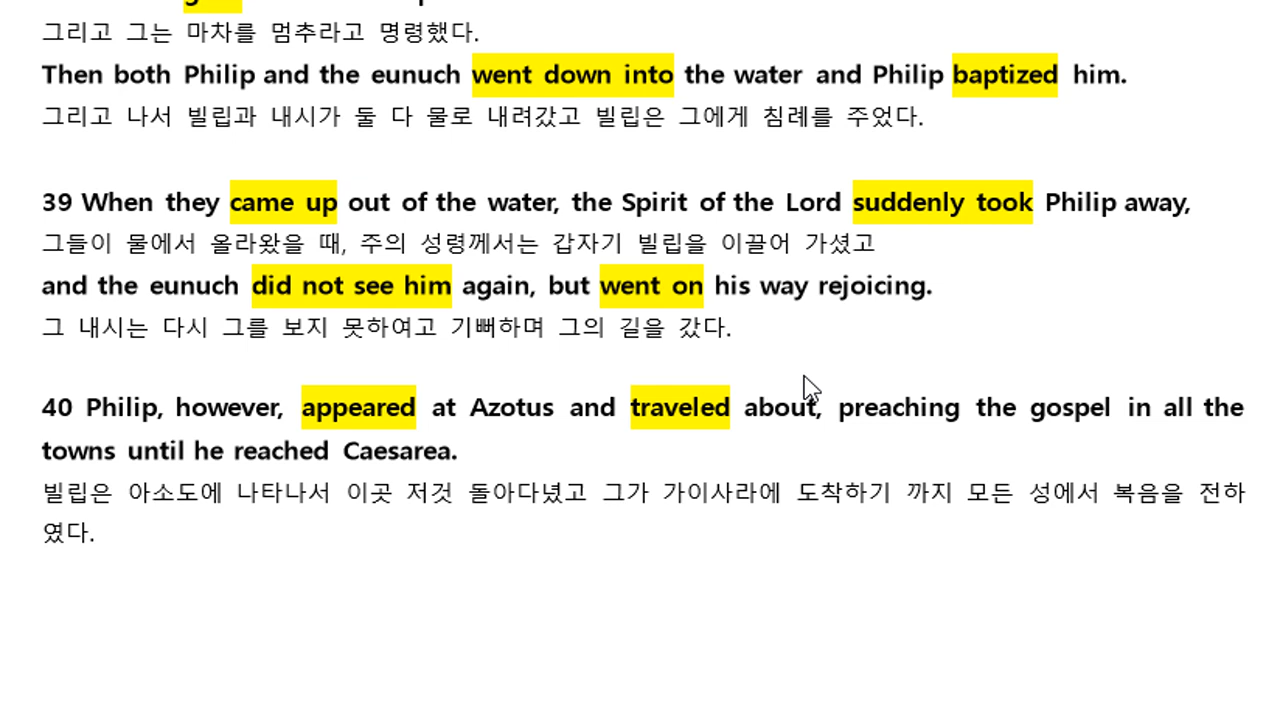 그리고 그는 마차를 멈추라고 명령했다.
Then both Philip and the eunuch went down into the water and Philip baptized him.
그리고 나서 빌립과 내시가 둘 다 물로 내려갔고 빌립은 그에게 침례를 주었다.
39 When they came up out of the water, the Spirit of the Lord suddenly took Philip away,
그들이 물에서 올라왔을 때, 주의 성령께서는 갑자기 빌립을 이끌어 가셨고
and the eunuch did not see him again, but went on his way rejoicing.
그 내시는 다시 그를 보지 못하여고 기뻐하며 그의 길을 갔다.
40 Philip, however, appeared at Azotus and traveled about, preaching the gospel in all the
towns until he reached Caesarea.
빌립은 아소도에 나타나서 이곳 저것 돌아다녔고 그가 가이사라에 도착하기 까지 모든 성에서 복음을 전하
였다.